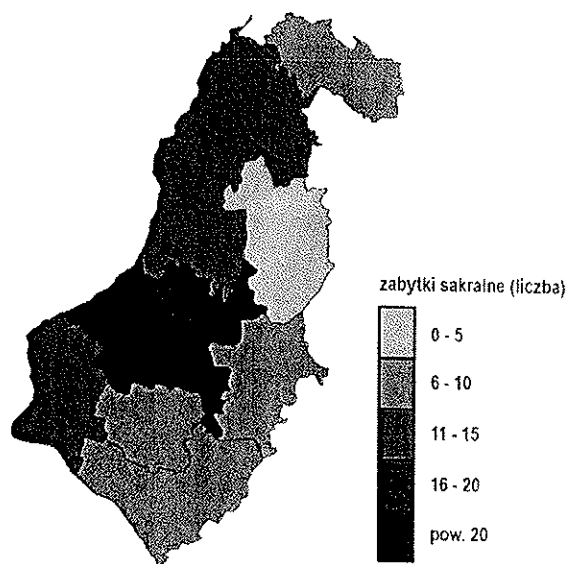 zabytki sakralne (liczba)
0 - 5
6 - 10
11 - 15
16 - 20
pow. 20